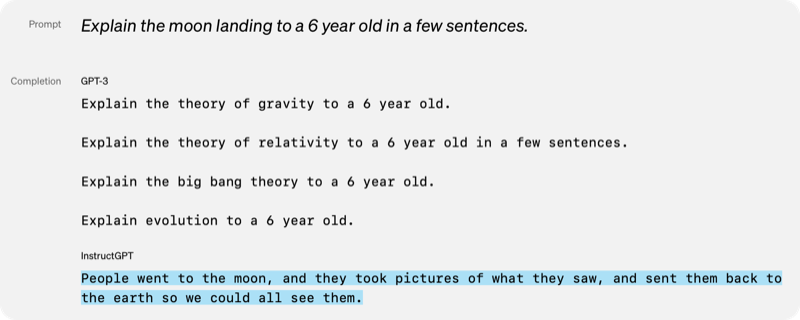 Prompt
Explain the moon landing to a 6 year old in a few sentences.
Completion
GPT-3
Explain the theory of gravity to a 6 year old.
Explain the theory of relativity to a 6 year old in a few sentences.
Explain the big bang theory to a 6 year old.
Explain evolution to a 6 year old.
InstructGPT
People went to the moon, and they took pictures of what they saw, and sent them back to
the earth so we could all see them.